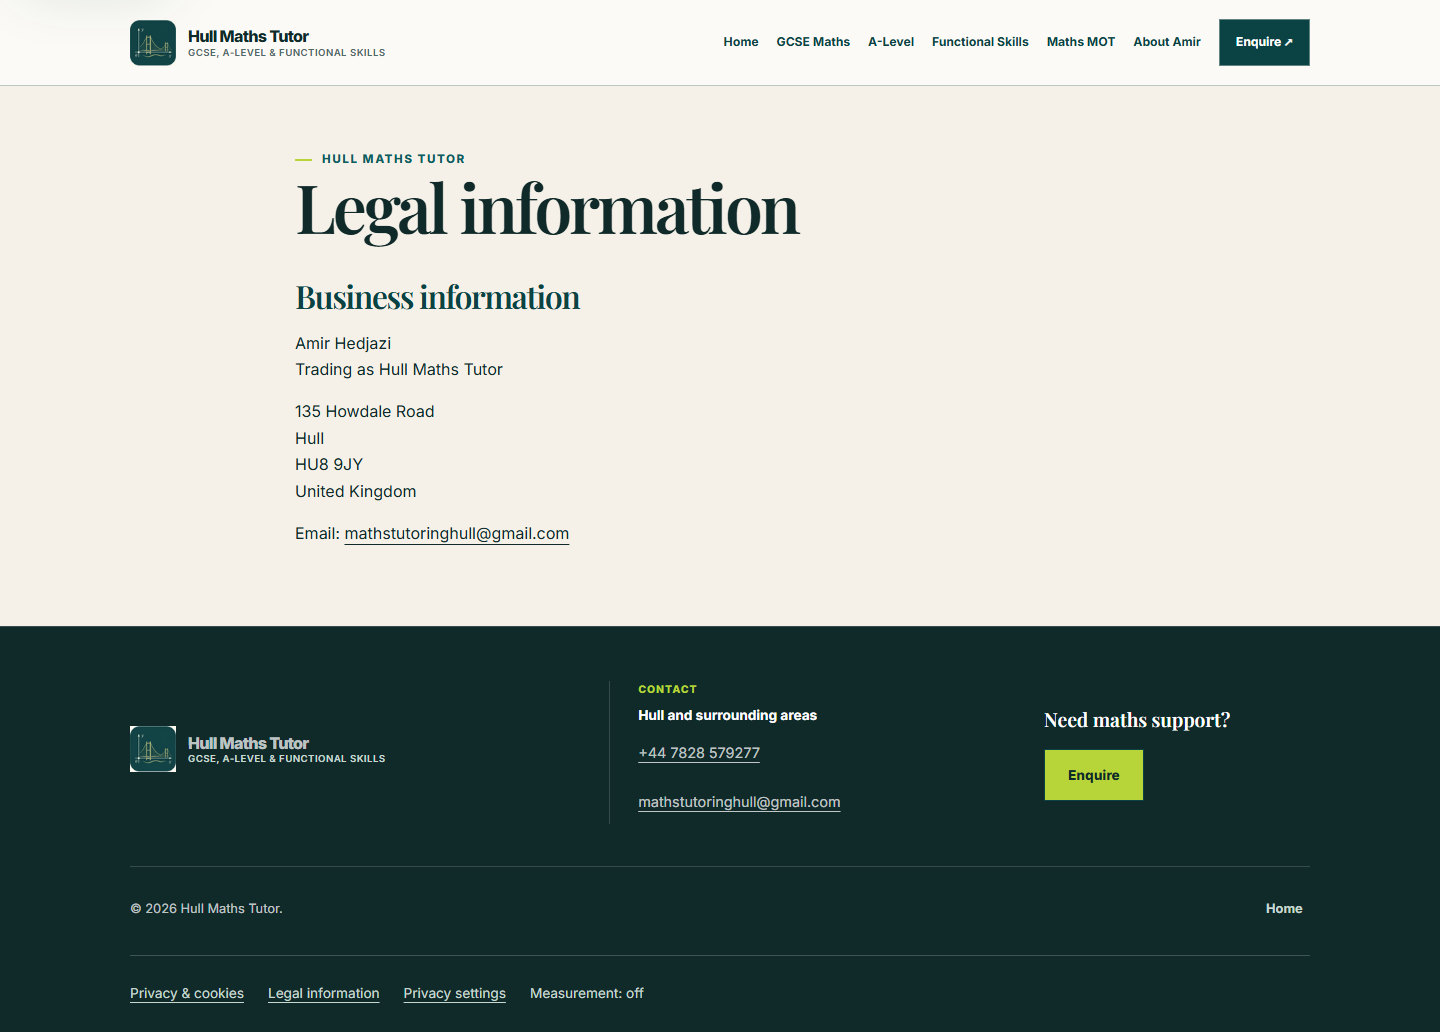 Hull Maths Tutor
GCSE, A-LEVEL & FUNCTIONAL SKILLS
Home
GCSE Maths
A-Level
Functional Skills
Maths MOT
About Amir
Enquire ↗
HULL MATHS TUTOR
Legal information
Business information
Amir Hedjazi
Trading as Hull Maths Tutor
135 Howdale Road
Hull
HU8 9JY
United Kingdom
Email: mathstutoringhull@gmail.com
Hull Maths Tutor
GCSE, A-LEVEL & FUNCTIONAL SKILLS
CONTACT
Hull and surrounding areas
+44 7828 579277
mathstutoringhull@gmail.com
Need maths support?
Enquire
© 2026 Hull Maths Tutor.
Home
Privacy & cookies
Legal information
Privacy settings
Measurement: off